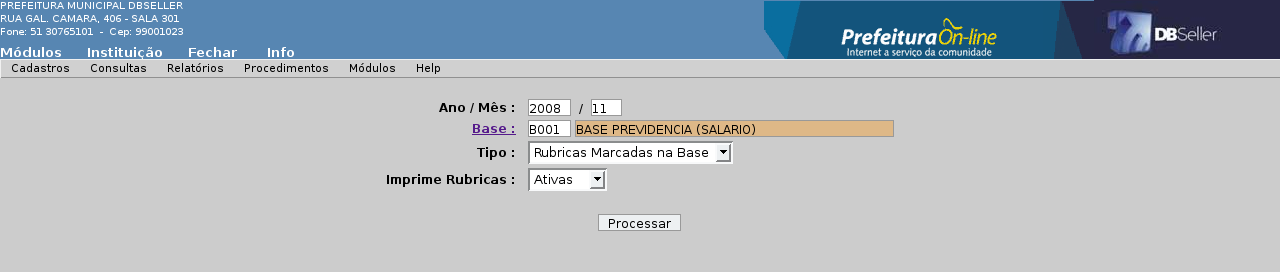 PREFEITURA MUNICIPAL DBSELLER
RUA GAL. CAMARA, 406 - SALA 301
Fone: 51 30765101 - Cep: 99001023
Prefeitura On-line
Internet a serviço da comunidade
DBSeller
Módulos Instituição Fechar Info
Cadastros Consultas Relatórios Procedimentos Módulos Help
Ano / Mês : 2008 / 11
Base : B001 BASE PREVIDENCIA (SALARIO)
Tipo : Rubricas Marcadas na Base
Imprime Rubricas : Ativas
Processar